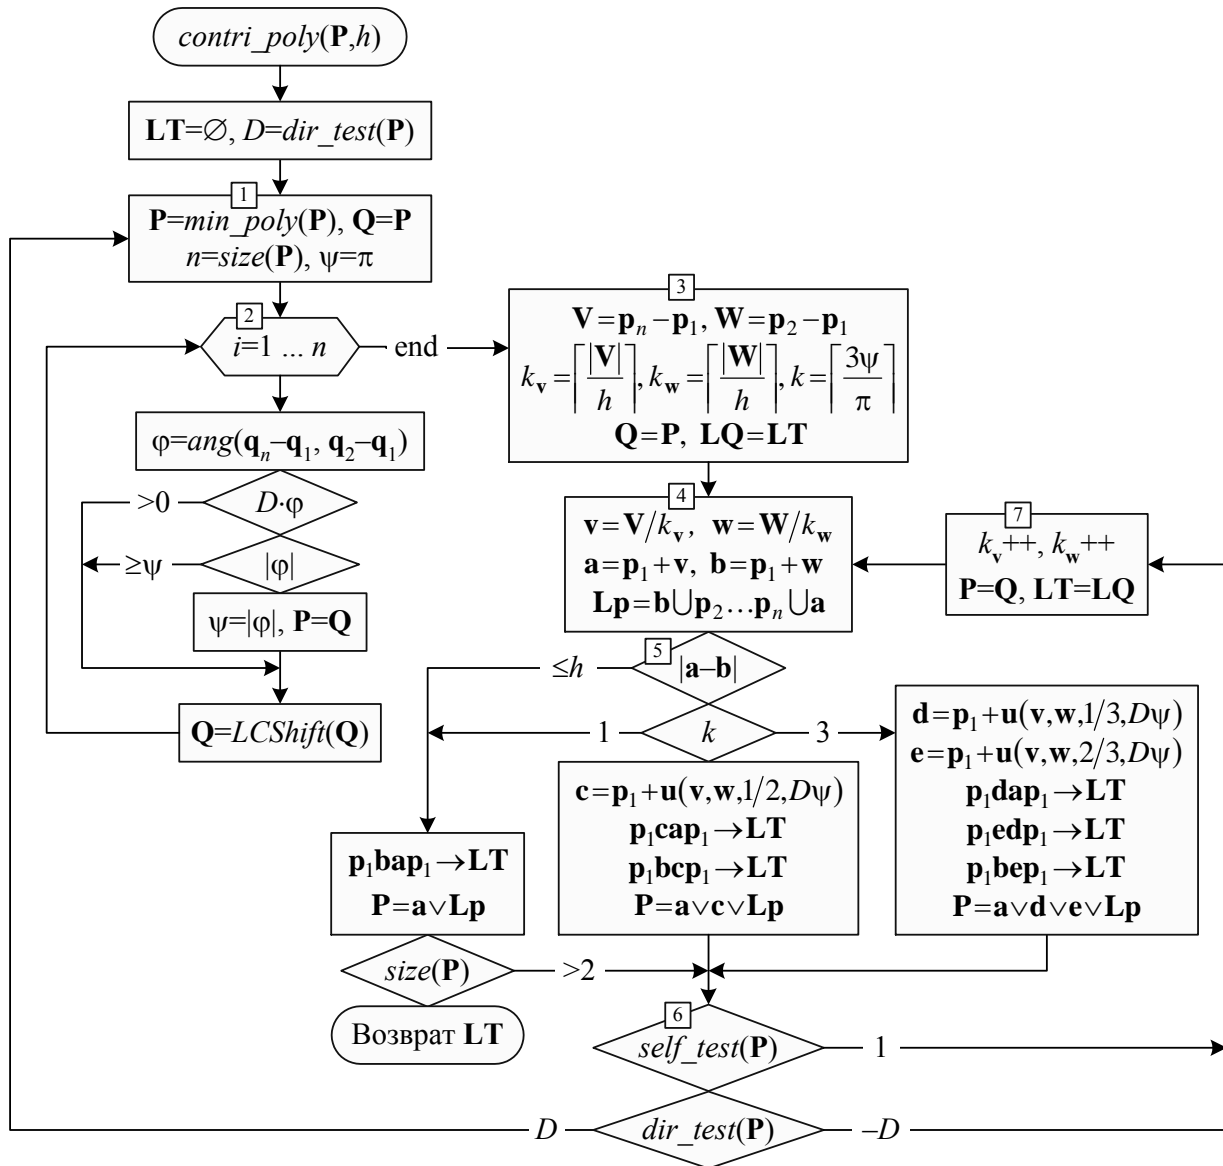 contri_poly(P,h)
LT=∅, D=dir_test(P)
1
P=min_poly(P), Q=P
n=size(P), ψ=π
2
i=1 ... n
end
φ=ang(qₙ–q₁, q₂–q₁)
>0
D·φ
≥ψ
|φ|
ψ=|φ|, P=Q
Q=LCShift(Q)
3
V=pₙ–p₁, W=p₂–p₁
kᵥ=⌈|V|/h⌉, k_w=⌈|W|/h⌉, k=⌈3ψ/π⌉
Q=P, LQ=LT
4
v=V/kᵥ, w=W/k_w
a=p₁+v, b=p₁+w
Lp=b∪p₂…pₙ∪a
7
kᵥ++, k_w++
P=Q, LT=LQ
5
≤h
|a–b|
1
k
3
p₁bap₁→LT
P=a∨Lp
size(P)
>2
Возврат LT
c=p₁+u(v,w,1/2,Dψ)
p₁cap₁→LT
p₁bcp₁→LT
P=a∨c∨Lp
d=p₁+u(v,w,1/3,Dψ)
e=p₁+u(v,w,2/3,Dψ)
p₁dap₁→LT
p₁edp₁→LT
p₁bep₁→LT
P=a∨d∨e∨Lp
6
self_test(P)
1
D
dir_test(P)
–D